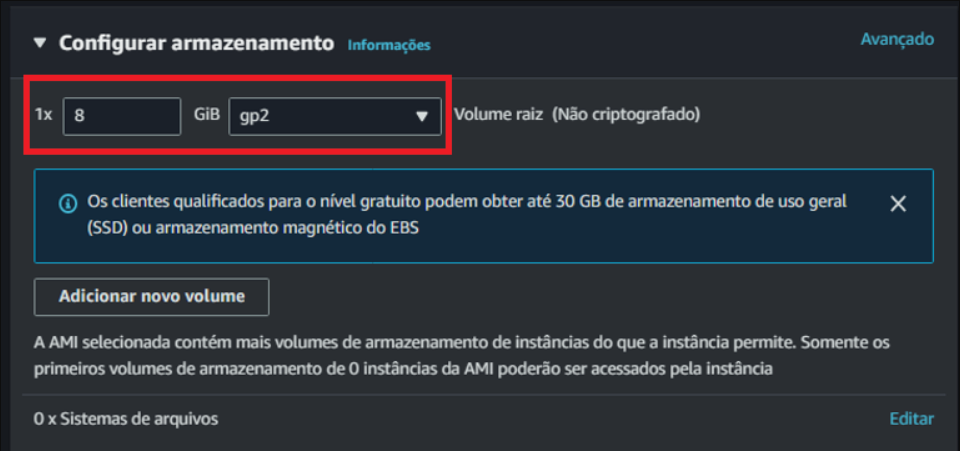 Configurar armazenamento Informações Avançado
1x 8 GiB gp2 Volume raiz (Não criptografado)
Os clientes qualificados para o nível gratuito podem obter até 30 GB de armazenamento de uso geral
(SSD) ou armazenamento magnético do EBS
Adicionar novo volume
A AMI selecionada contém mais volumes de armazenamento de instâncias do que a instância permite. Somente os
primeiros volumes de armazenamento de 0 instâncias da AMI poderão ser acessados pela instância
0 x Sistemas de arquivos Editar